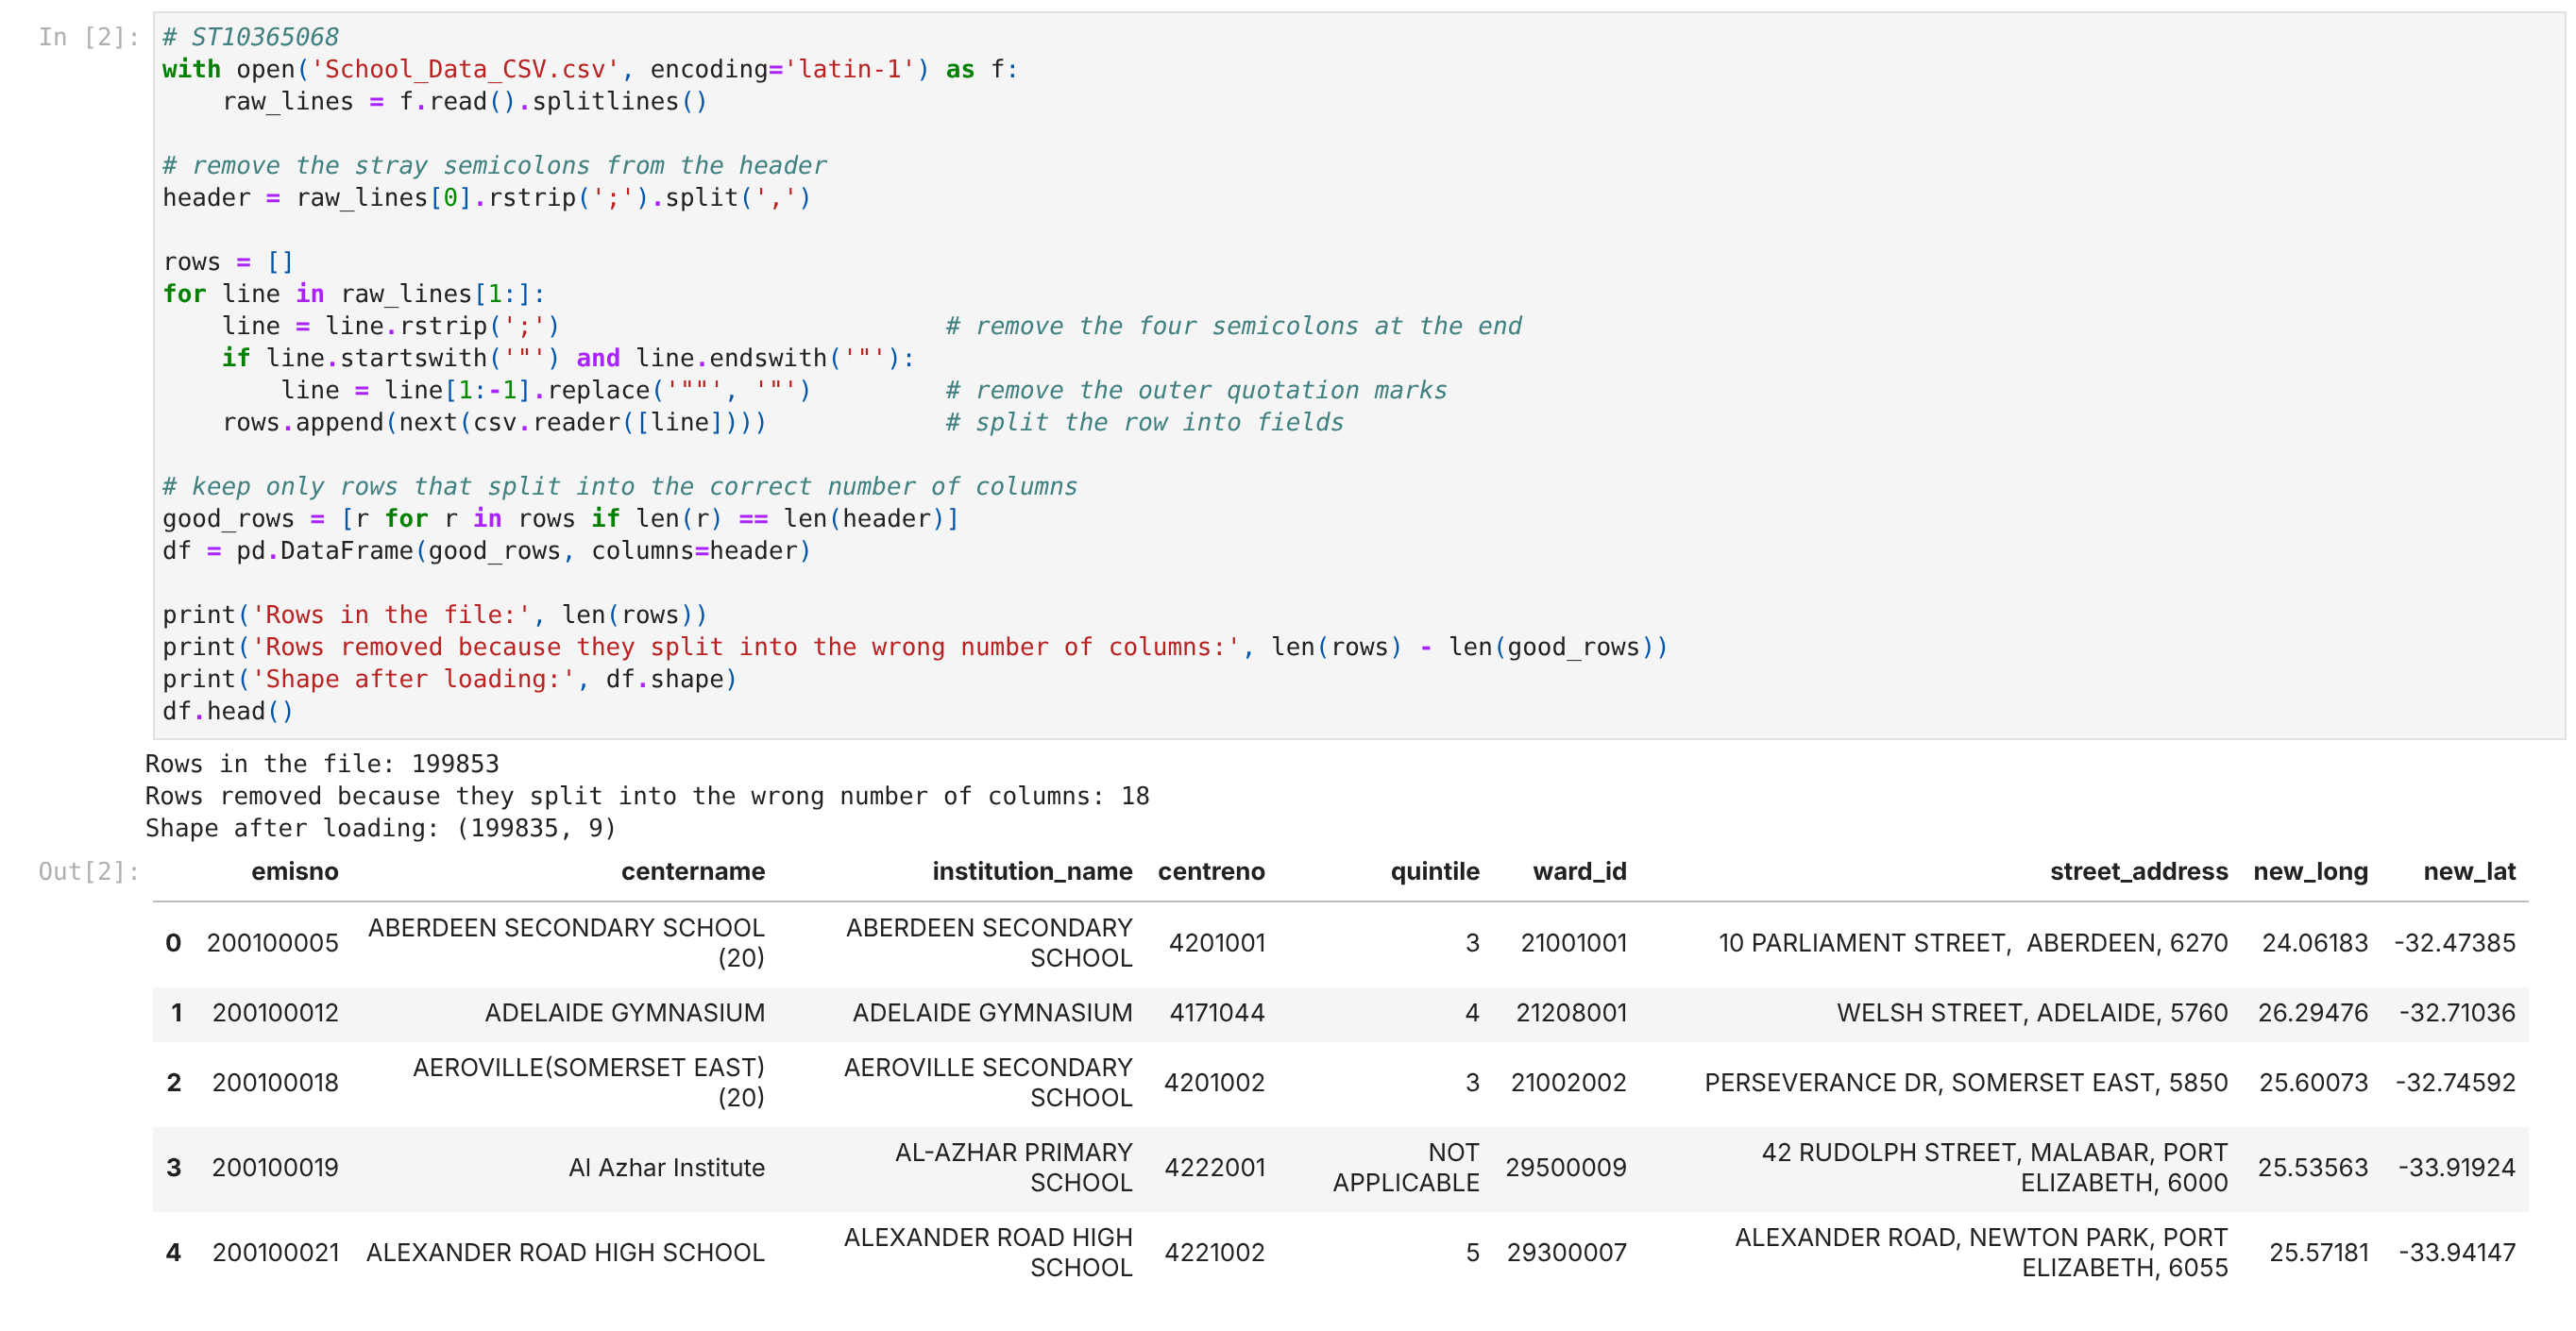 In [2]:
# ST10365068
with open('School_Data_CSV.csv', encoding='latin-1') as f:
    raw_lines = f.read().splitlines()

# remove the stray semicolons from the header
header = raw_lines[0].rstrip(';').split(',')

rows = []
for line in raw_lines[1:]:
    line = line.rstrip(';')                          # remove the four semicolons at the end
    if line.startswith('"') and line.endswith('"'):
        line = line[1:-1].replace('""', '"')         # remove the outer quotation marks
    rows.append(next(csv.reader([line])))            # split the row into fields

# keep only rows that split into the correct number of columns
good_rows = [r for r in rows if len(r) == len(header)]
df = pd.DataFrame(good_rows, columns=header)

print('Rows in the file:', len(rows))
print('Rows removed because they split into the wrong number of columns:', len(rows) - len(good_rows))
print('Shape after loading:', df.shape)
df.head()
Rows in the file: 199853
Rows removed because they split into the wrong number of columns: 18
Shape after loading: (199835, 9)
Out[2]:
emisno centername institution_name centreno quintile ward_id street_address new_long new_lat
0 200100005 ABERDEEN SECONDARY SCHOOL (20) ABERDEEN SECONDARY SCHOOL 4201001 3 21001001 10 PARLIAMENT STREET,  ABERDEEN, 6270 24.06183 -32.47385
1 200100012 ADELAIDE GYMNASIUM ADELAIDE GYMNASIUM 4171044 4 21208001 WELSH STREET, ADELAIDE, 5760 26.29476 -32.71036
2 200100018 AEROVILLE(SOMERSET EAST) (20) AEROVILLE SECONDARY SCHOOL 4201002 3 21002002 PERSEVERANCE DR, SOMERSET EAST, 5850 25.60073 -32.74592
3 200100019 Al Azhar Institute AL-AZHAR PRIMARY SCHOOL 4222001 NOT APPLICABLE 29500009 42 RUDOLPH STREET, MALABAR, PORT ELIZABETH, 6000 25.53563 -33.91924
4 200100021 ALEXANDER ROAD HIGH SCHOOL ALEXANDER ROAD HIGH SCHOOL 4221002 5 29300007 ALEXANDER ROAD, NEWTON PARK, PORT ELIZABETH, 6055 25.57181 -33.94147